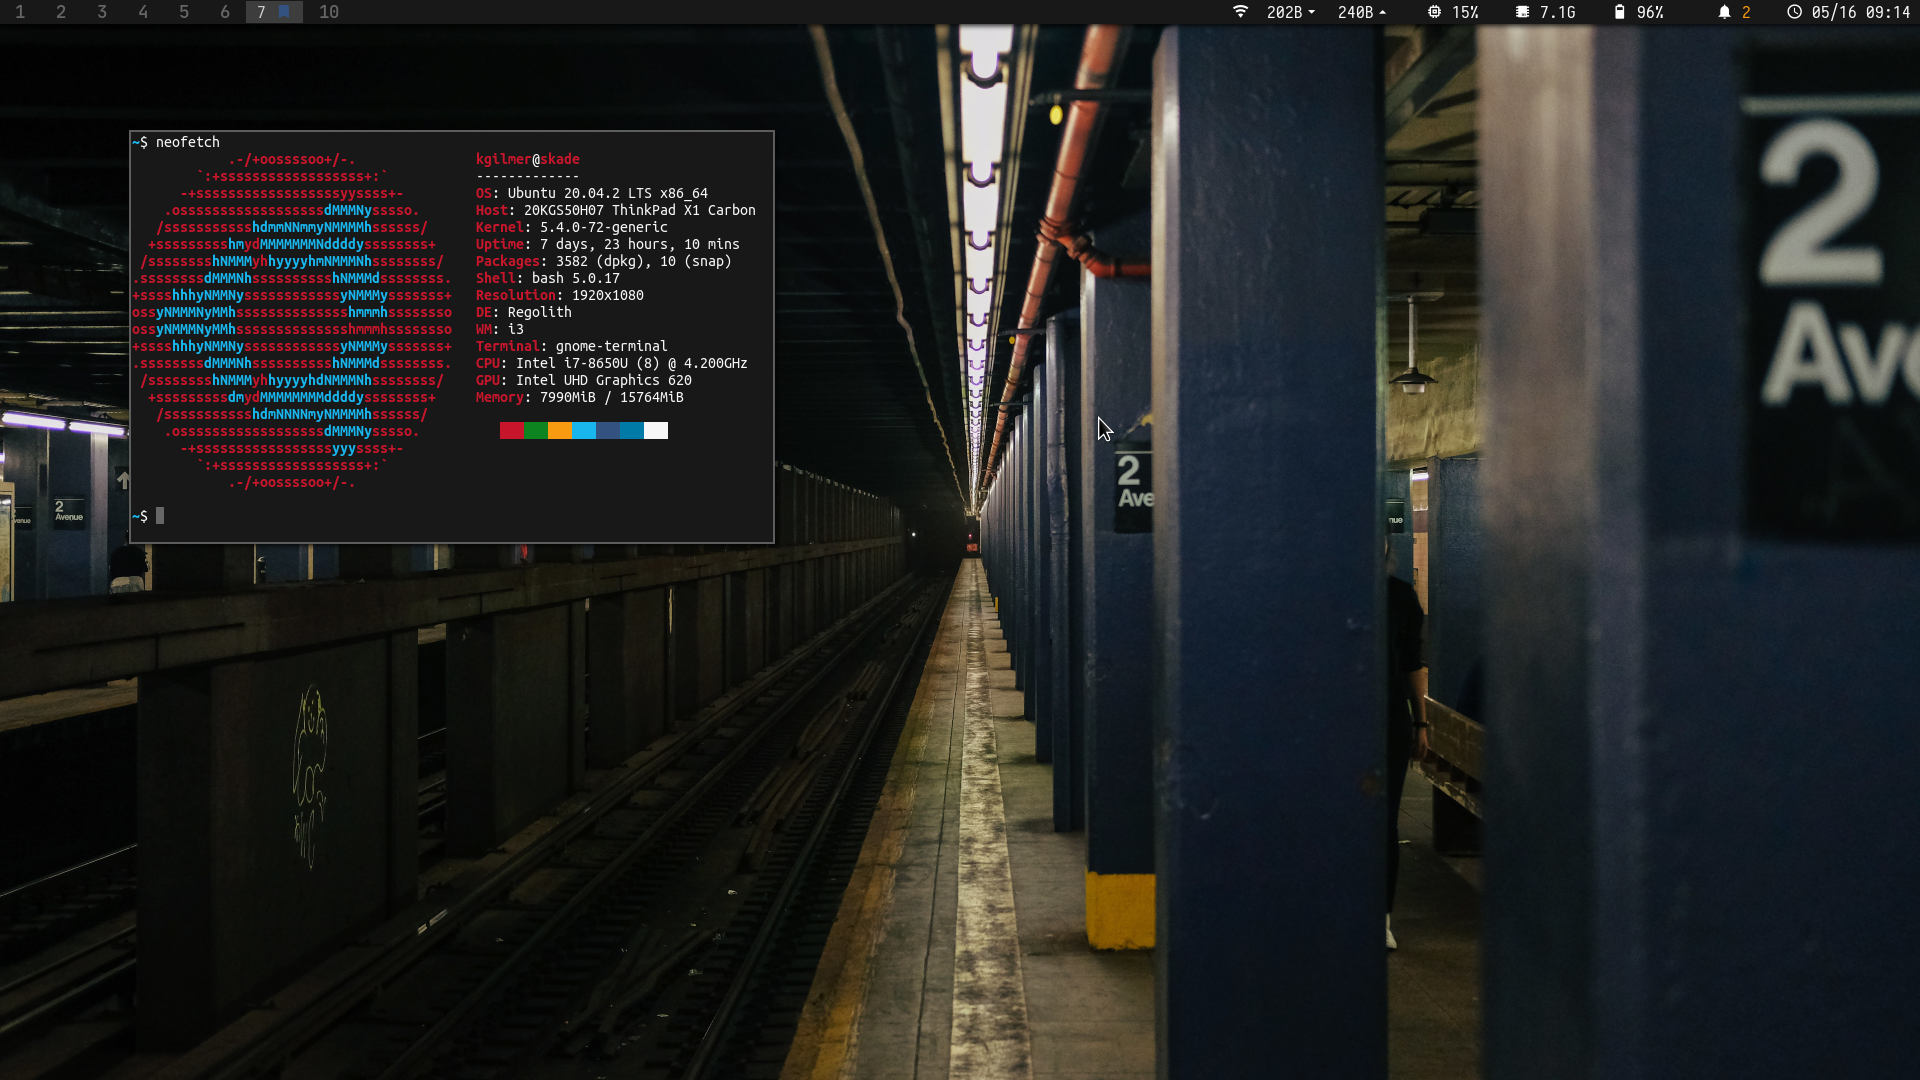 1 2 3 4 5 6 7 10 202B 240B 15% 7.1G 96% 2 05/16 09:14
~$ neofetch
.-/+oossssoo+/-.
`:+ssssssssssssssssss+:`
-+ssssssssssssssssssyyssss+-
.ossssssssssssssssssdMMMNysssso.
/ssssssssssshdmmNNmmyNMMMMhssssss/
+ssssssssshmydMMMMMMMNddddyssssssss+
/sssssssshNMMMyhhyyyyhmNMMMNhssssssss/
.ssssssssdMMMNhsssssssssshNMMMdssssssss.
+sssshhhyNMMNyssssssssssssyNMMMysssssss+
ossyNMMMNyMMhsssssssssssssshmmmhssssssso
ossyNMMMNyMMhsssssssssssssshmmmhssssssso
+sssshhhyNMMNyssssssssssssyNMMMysssssss+
.ssssssssdMMMNhsssssssssshNMMMdssssssss.
/sssssssshNMMMyhhyyyyhdNMMMNhssssssss/
+sssssssssdmydMMMMMMMMddddyssssssss+
/ssssssssssshdmNNNNmyNMMMMhssssss/
.ossssssssssssssssssdMMMNysssso.
-+sssssssssssssssssyyyssss+-
`:+ssssssssssssssssss+:`
.-/+oossssoo+/-.
kgilmer@skade
-------------
OS: Ubuntu 20.04.2 LTS x86_64
Host: 20KGS50H07 ThinkPad X1 Carbon
Kernel: 5.4.0-72-generic
Uptime: 7 days, 23 hours, 10 mins
Packages: 3582 (dpkg), 10 (snap)
Shell: bash 5.0.17
Resolution: 1920x1080
DE: Regolith
WM: i3
Terminal: gnome-terminal
CPU: Intel i7-8650U (8) @ 4.200GHz
GPU: Intel UHD Graphics 620
Memory: 7990MiB / 15764MiB
~$
2
Ave
2
Ave
2
Avenue
venue
nue